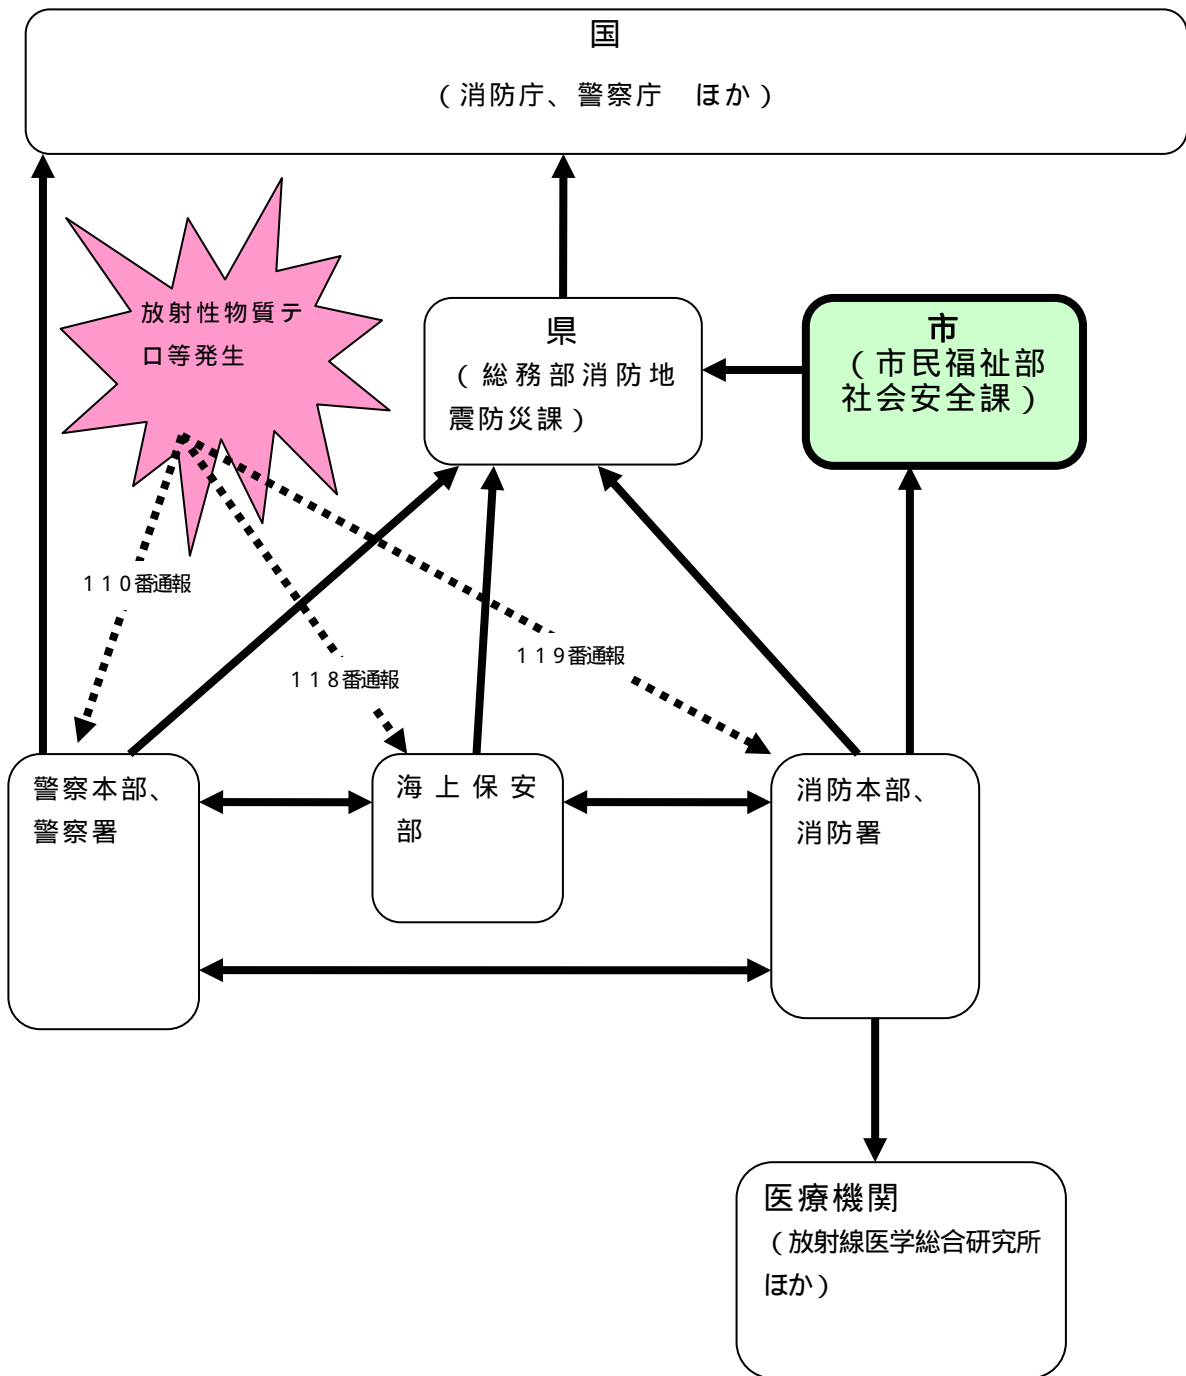 国
（消防庁、警察庁　ほか）
放射性物質テ
ロ等発生
県
（総務部消防地
震防災課）
市
（市民福祉部
社会安全課）
１１０番通報
１１８番通報
１１９番通報
警察本部、
警察署
海上保安
部
消防本部、
消防署
医療機関
（放射線医学総合研究所
ほか）